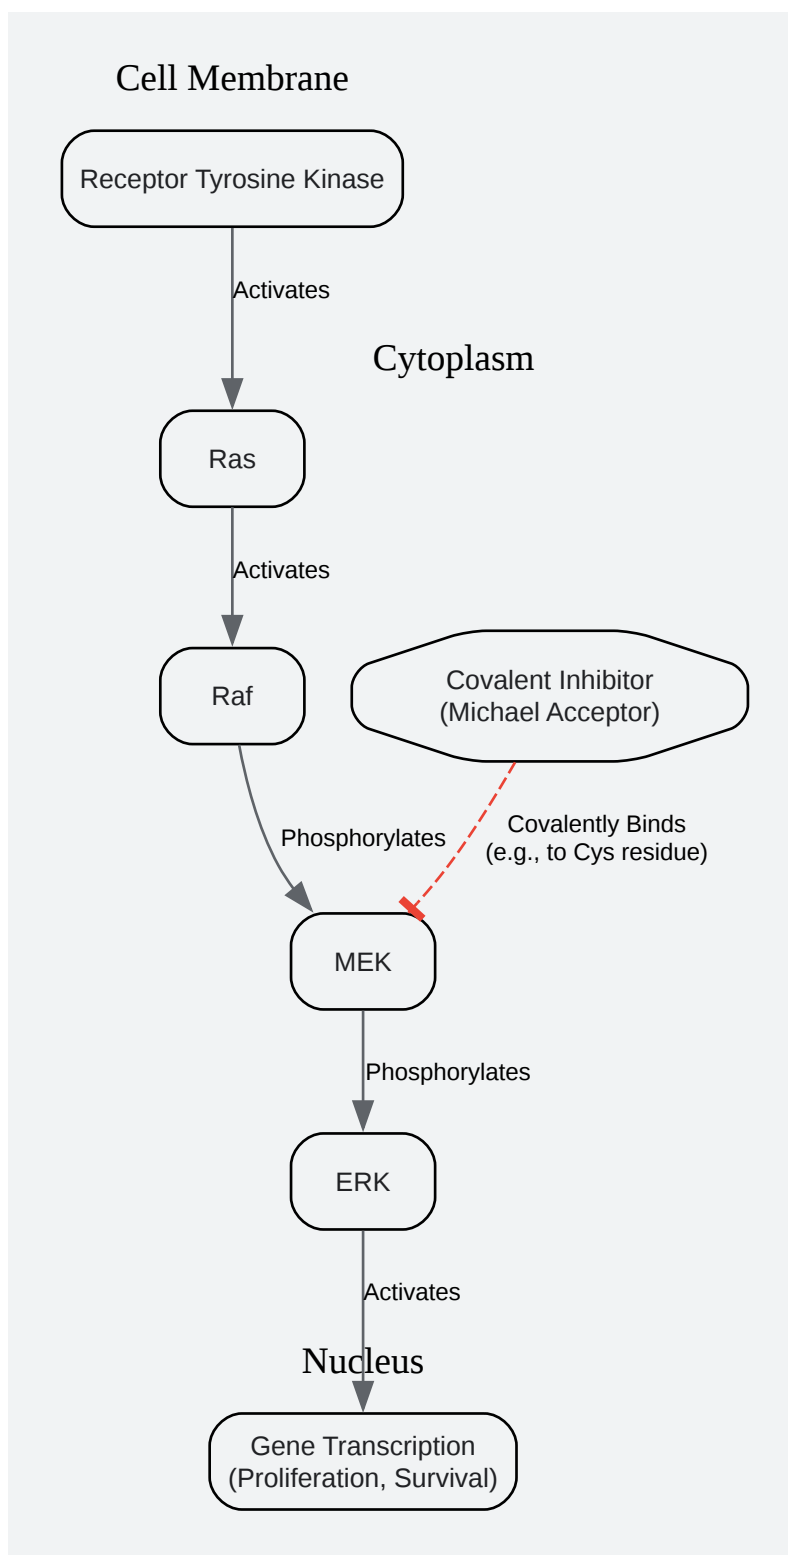 Cell Membrane
Receptor Tyrosine Kinase
Activates
Cytoplasm
Ras
Activates
Raf
Covalent Inhibitor
(Michael Acceptor)
Phosphorylates
Covalently Binds
(e.g., to Cys residue)
MEK
Phosphorylates
ERK
Activates
Nucleus
Gene Transcription
(Proliferation, Survival)